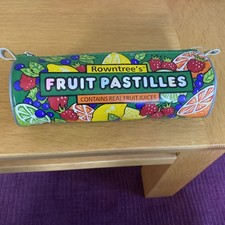 Rowntree's
FRUIT PASTILLES
CONTAINS REAL FRUIT JUICES